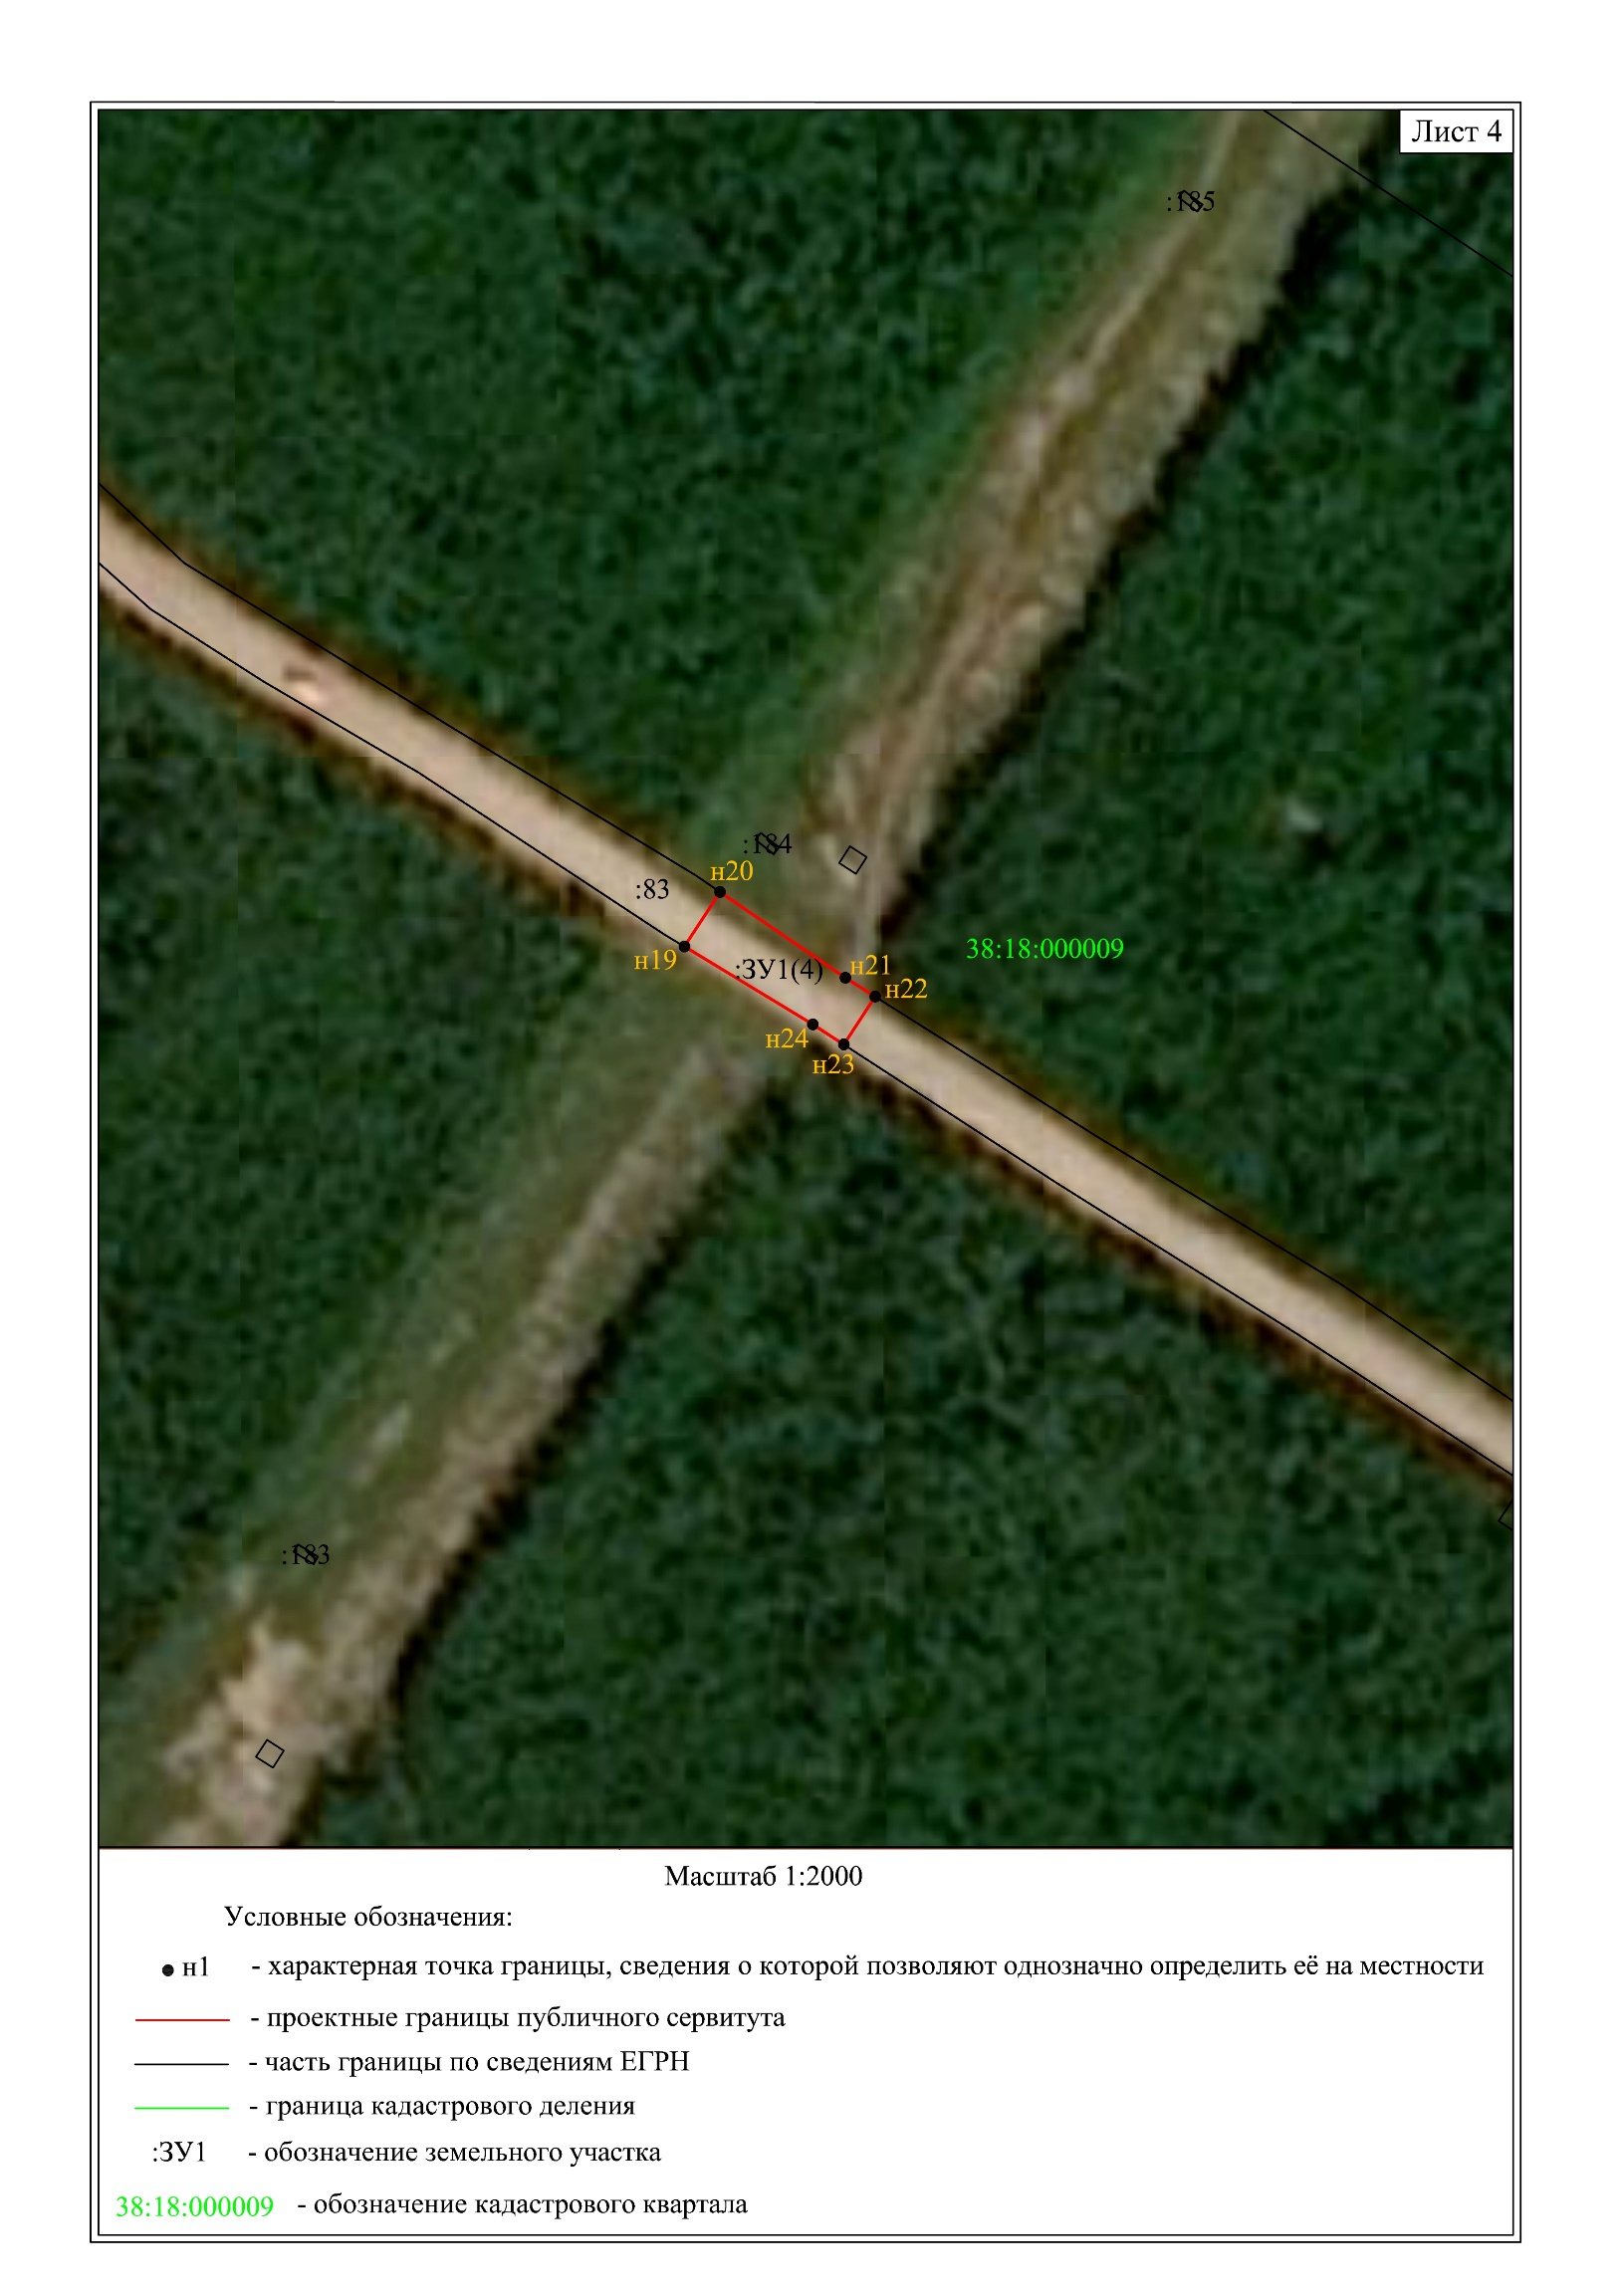 Лист 4
:185
:184
н20
:83
н19
:ЗУ1(4)
н21
38:18:000009
н22
н24
н23
:183
Масштаб 1:2000
Условные обозначения:
н1 - характерная точка границы, сведения о которой позволяют однозначно определить её на местности
- проектные границы публичного сервитута
- часть границы по сведениям ЕГРН
- граница кадастрового деления
:ЗУ1 - обозначение земельного участка
38:18:000009 - обозначение кадастрового квартала